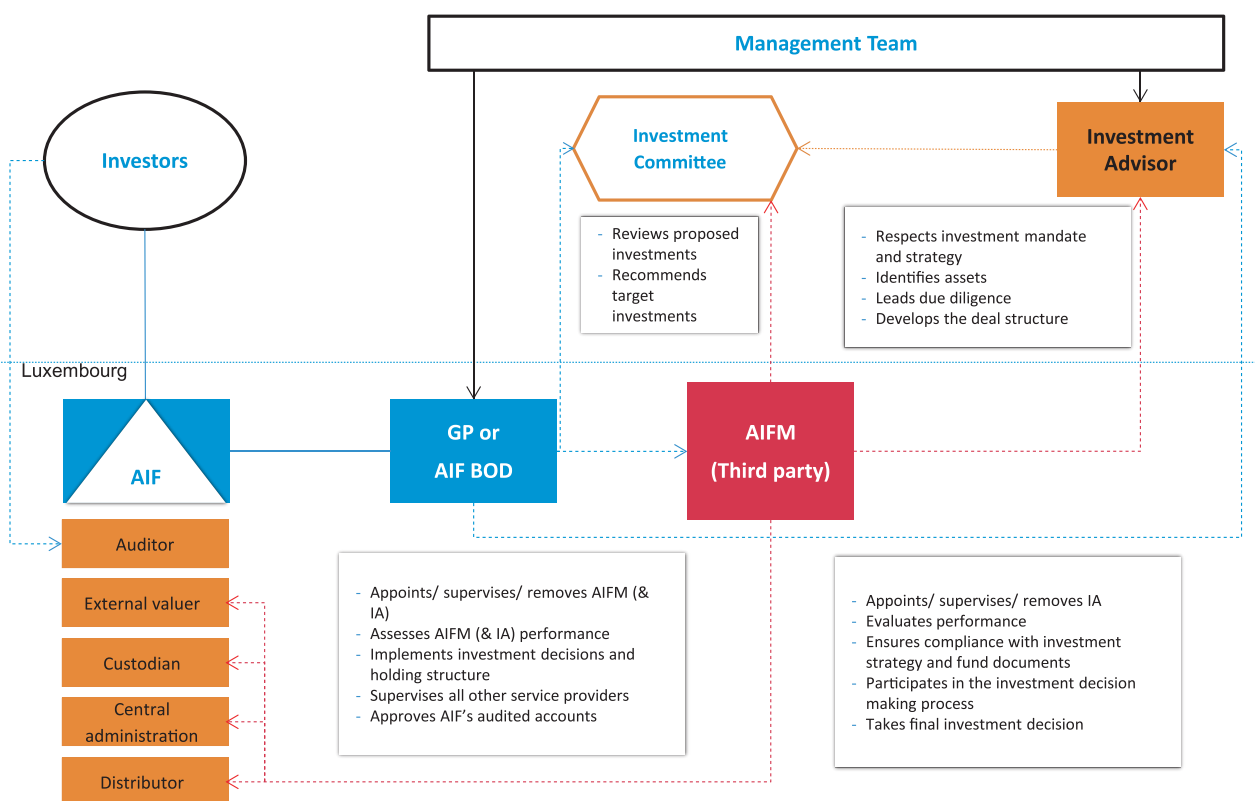 Management Team
Investors
Investment
Committee
Investment
Advisor
- Reviews proposed
investments
- Recommends
target
investments
- Respects investment mandate
and strategy
- Identifies assets
- Leads due diligence
- Develops the deal structure
Luxembourg
AIF
GP or
AIF BOD
AIFM
(Third party)
Auditor
External valuer
Custodian
Central
administration
Distributor
- Appoints/ supervises/ removes AIFM (&
IA)
- Assesses AIFM (& IA) performance
- Implements investment decisions and
holding structure
- Supervises all other service providers
- Approves AIF’s audited accounts
- Appoints/ supervises/ removes IA
- Evaluates performance
- Ensures compliance with investment
strategy and fund documents
- Participates in the investment decision
making process
- Takes final investment decision